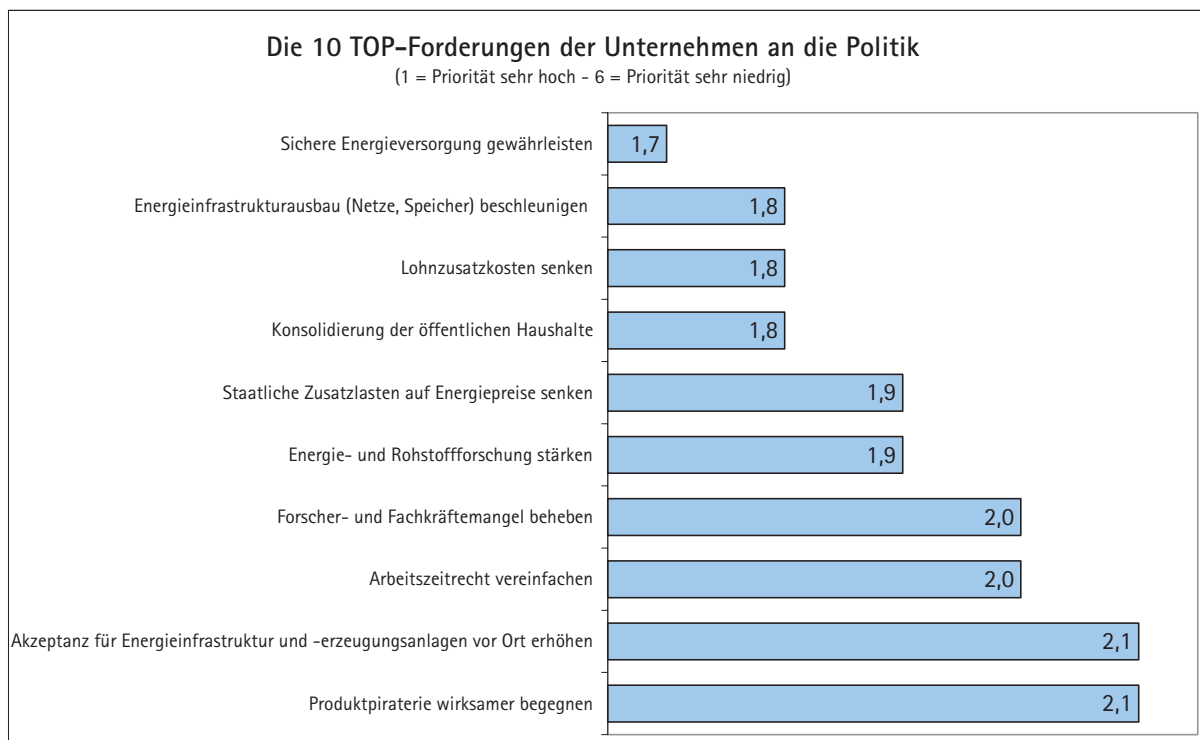 Die 10 TOP-Forderungen der Unternehmen an die Politik
(1 = Priorität sehr hoch - 6 = Priorität sehr niedrig)
Sichere Energieversorgung gewährleisten 1,7
Energieinfrastrukturausbau (Netze, Speicher) beschleunigen 1,8
Lohnzusatzkosten senken 1,8
Konsolidierung der öffentlichen Haushalte 1,8
Staatliche Zusatzlasten auf Energiepreise senken 1,9
Energie- und Rohstoffforschung stärken 1,9
Forscher- und Fachkräftemangel beheben 2,0
Arbeitszeitrecht vereinfachen 2,0
Akzeptanz für Energieinfrastruktur und -erzeugungsanlagen vor Ort erhöhen 2,1
Produktpiraterie wirksamer begegnen 2,1